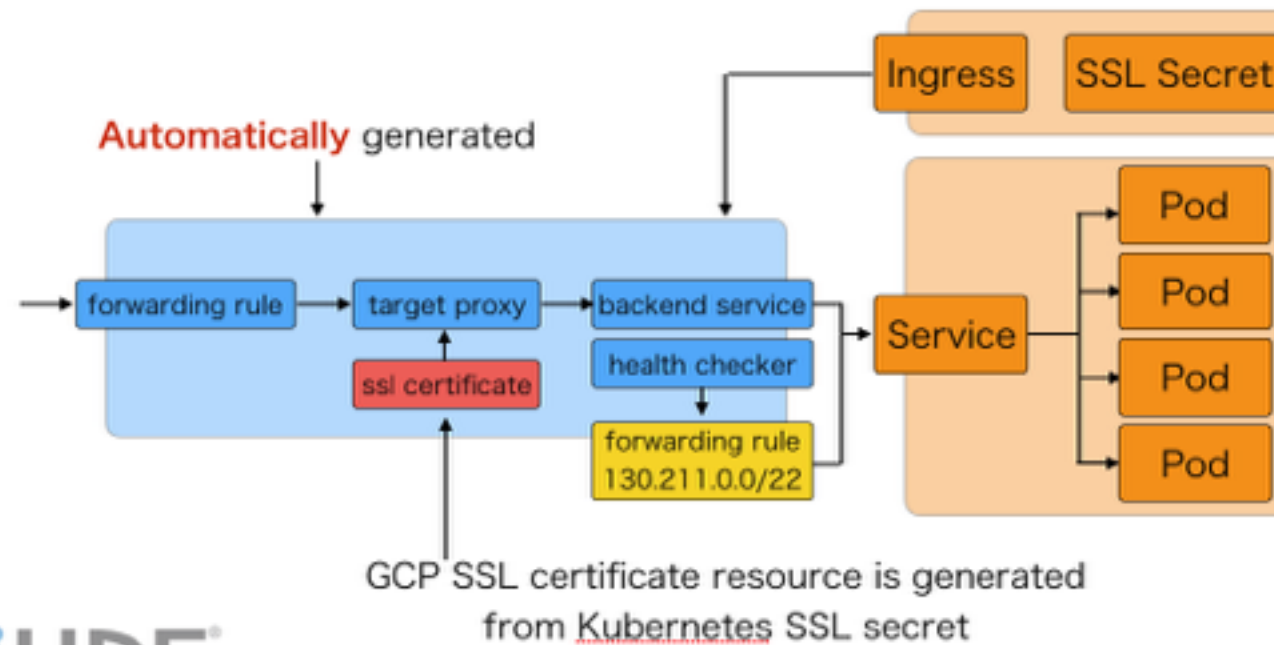 Ingress
SSL Secret
Automatically generated
Pod
forwarding rule
target proxy
backend service
Pod
Service
health checker
ssl certificate
Pod
forwarding rule
130.211.0.0/22
Pod
GCP SSL certificate resource is generated
from Kubernetes SSL secret